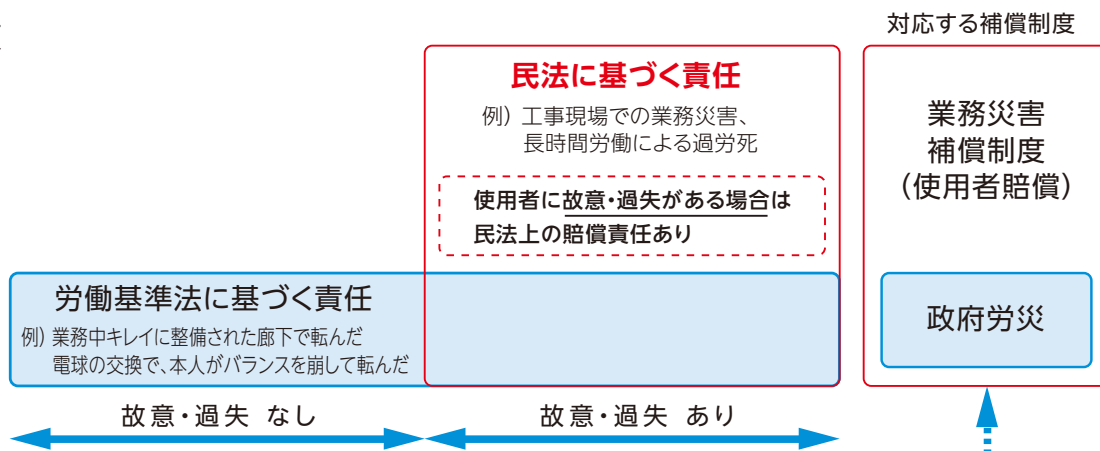 対応する補償制度
民法に基づく責任
例) 工事現場での業務災害、
長時間労働による過労死
使用者に故意・過失がある場合は
民法上の賠償責任あり
業務災害
補償制度
(使用者賠償)
労働基準法に基づく責任
例) 業務中キレイに整備された廊下で転んだ
電球の交換で、本人がバランスを崩して転んだ
政府労災
故意・過失 なし
故意・過失 あり